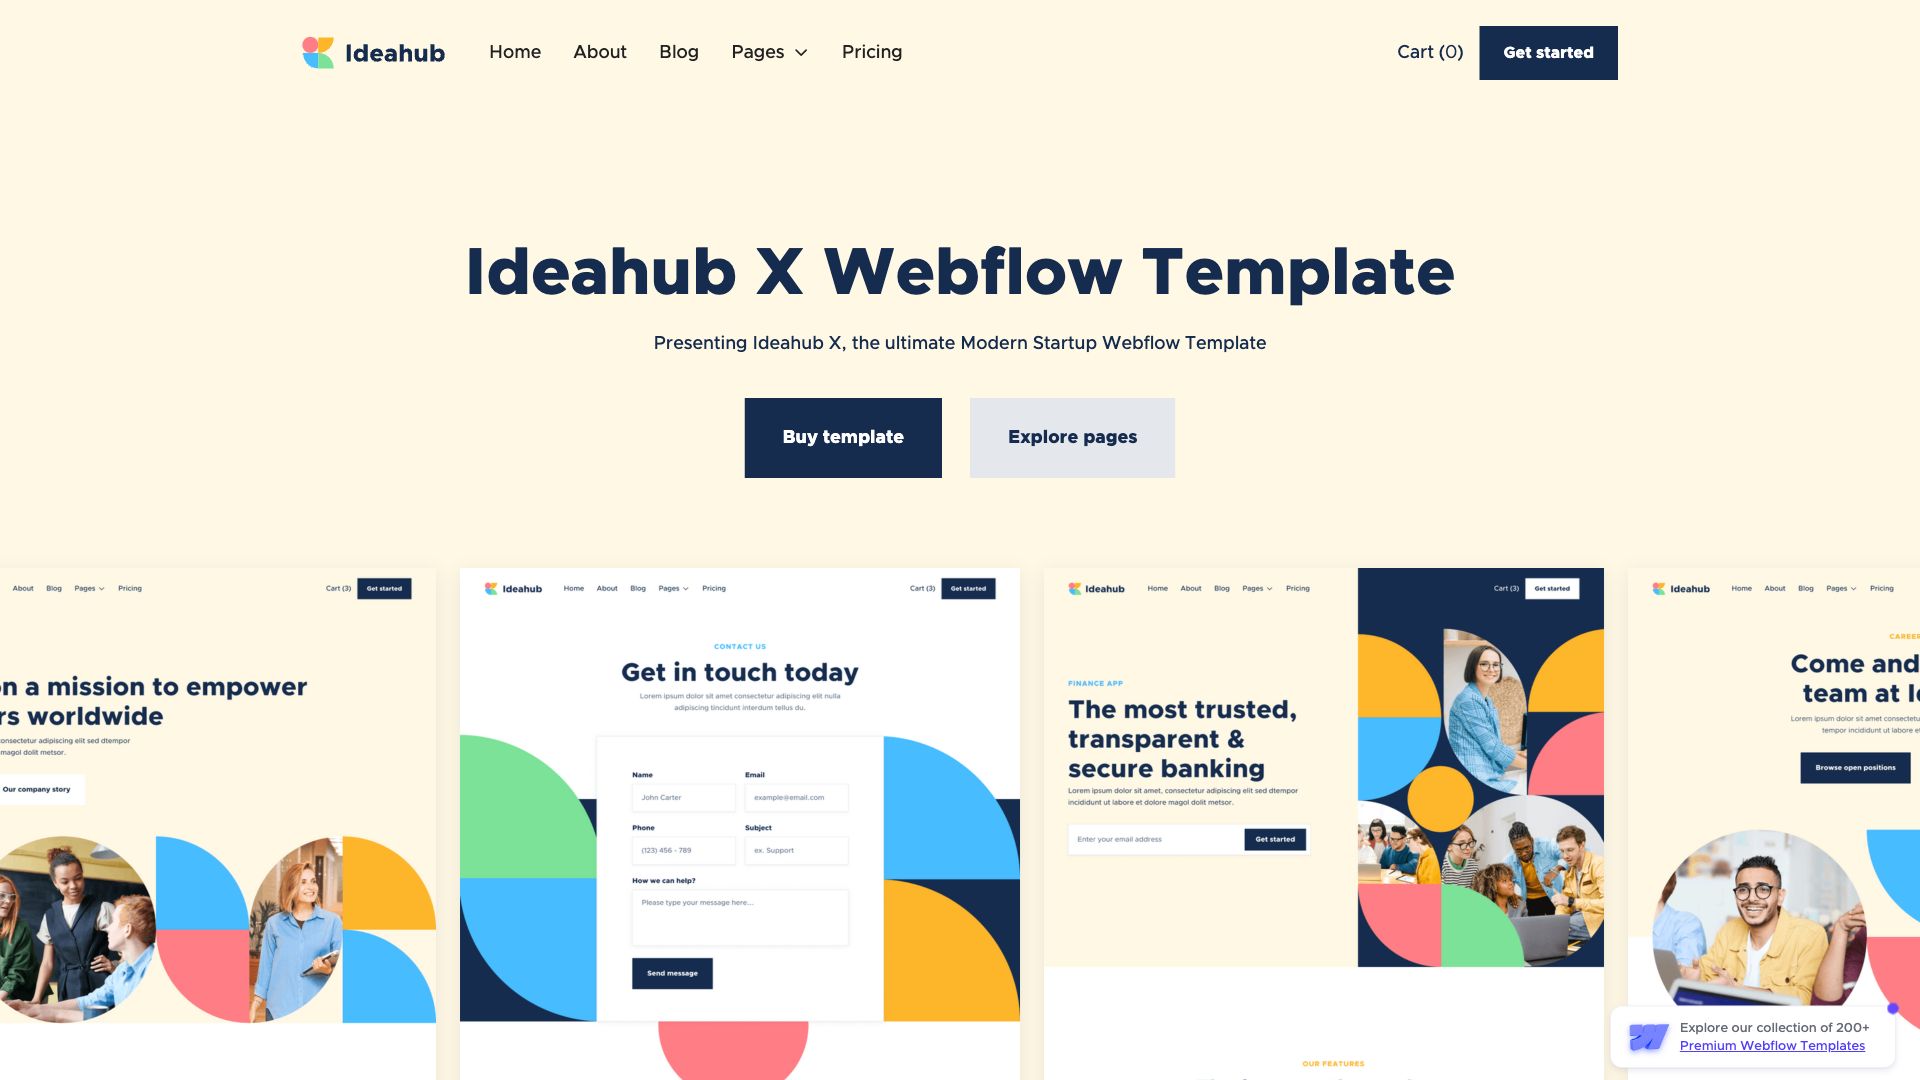 Ideahub
Home
About
Blog
Pages
Pricing
Cart (0)
Get started
Ideahub X Webflow Template
Presenting Ideahub X, the ultimate Modern Startup Webflow Template
Buy template
Explore pages
About
Blog
Pages
Pricing
Cart (3)
Get started
on a mission to empower
rs worldwide
consectetur adipiscing elit sed dtempor
magol dolit metsor.
Our company story
Ideahub
Home
About
Blog
Pages
Pricing
Cart (3)
Get started
CONTACT US
Get in touch today
Lorem ipsum dolor sit amet consectetur adipiscing elit nulla
adipiscing tincidunt interdum tellus du.
Name
Email
John Carter
example@email.com
Phone
Subject
(123) 456 - 789
ex. Support
How we can help?
Please type your message here...
Send message
Ideahub
Home
About
Blog
Pages
Pricing
Cart (3)
Get started
FINANCE APP
The most trusted,
transparent &
secure banking
Lorem ipsum dolor sit amet, consectetur adipiscing elit sed dtempor
incididunt ut labore et dolore magol dolit metsor.
Enter your email address
Get started
OUR FEATURES
Ideahub
Home
About
Blog
Pages
Pricing
CAREER
Come and
team at
Lorem ipsum dolor sit amet consectetu
tempor incididunt ut labore et
Browse open positions
Explore our collection of 200+
Premium Webflow Templates